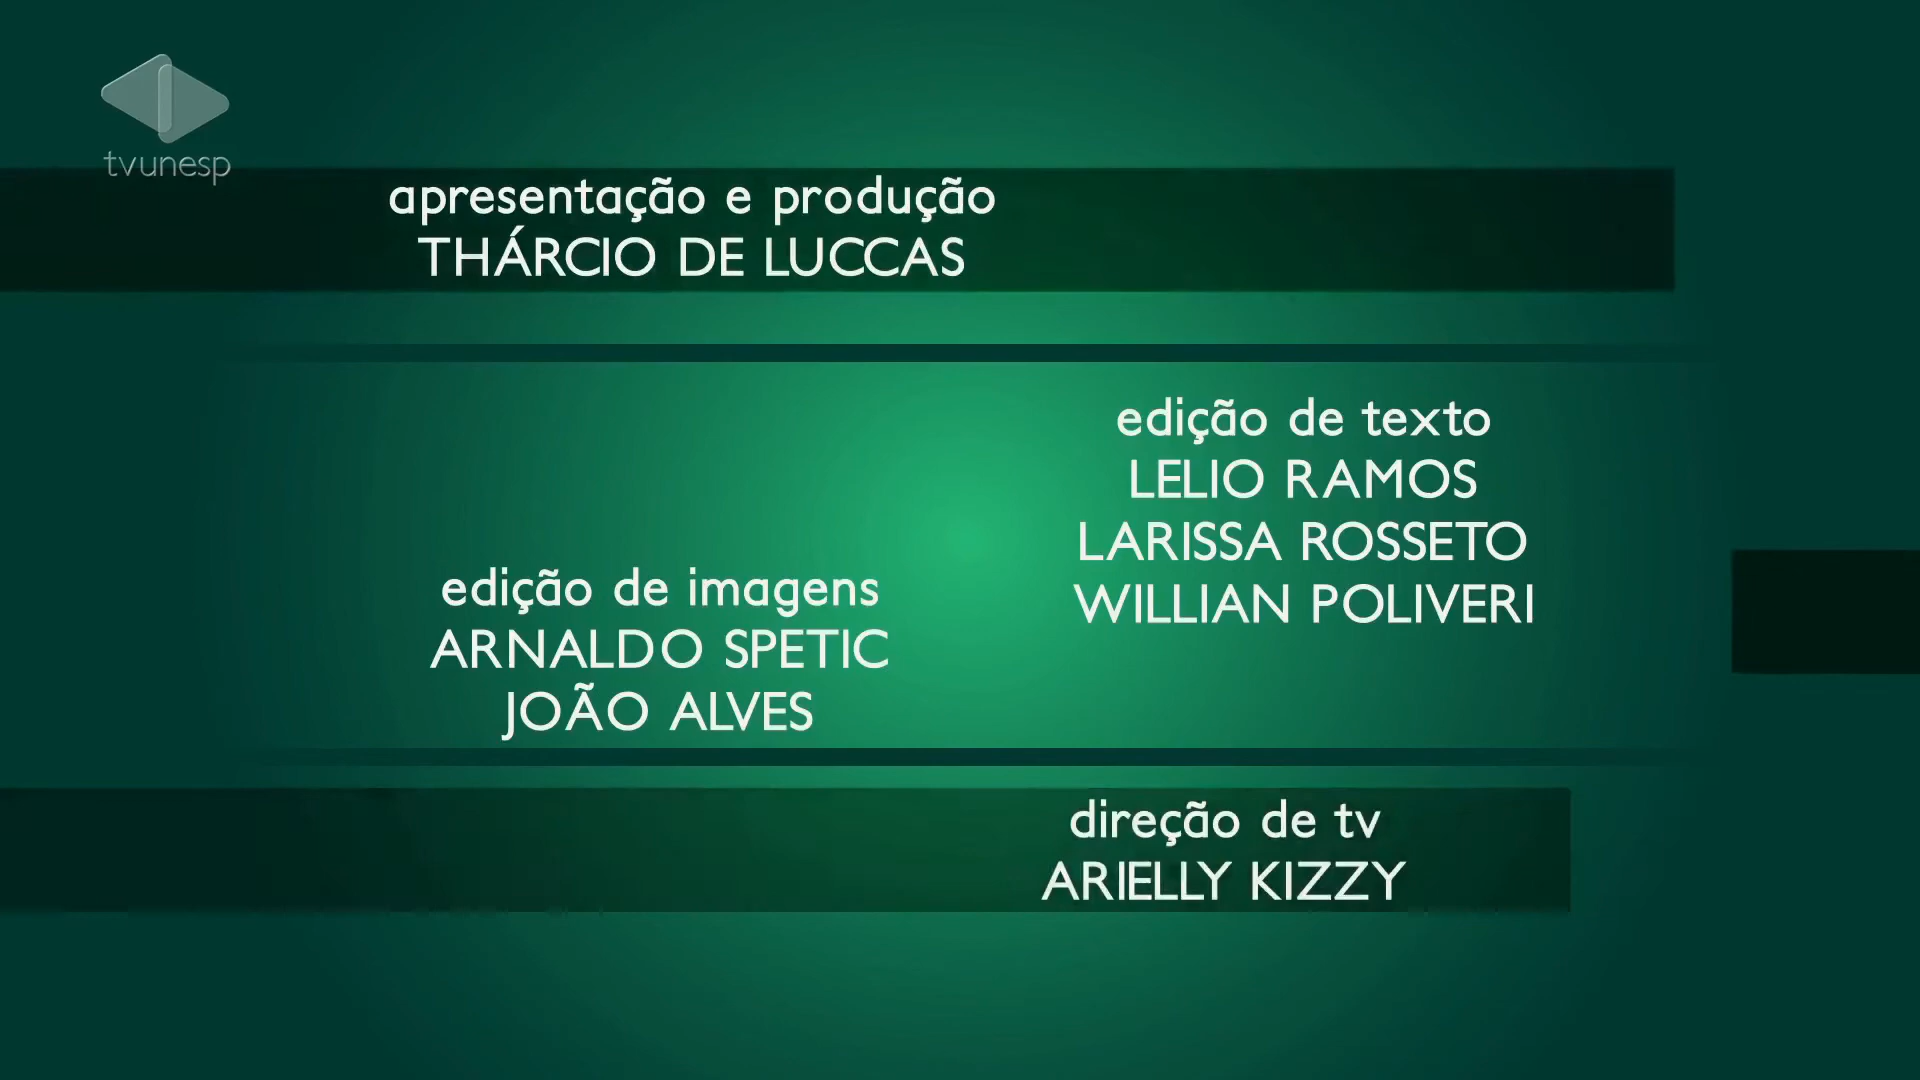 tvunesp
apresentação e produção
THÁRCIO DE LUCCAS
edição de texto
LELIO RAMOS
LARISSA ROSSETO
WILLIAN POLIVERI
edição de imagens
ARNALDO SPETIC
JOÃO ALVES
direção de tv
ARIELLY KIZZY